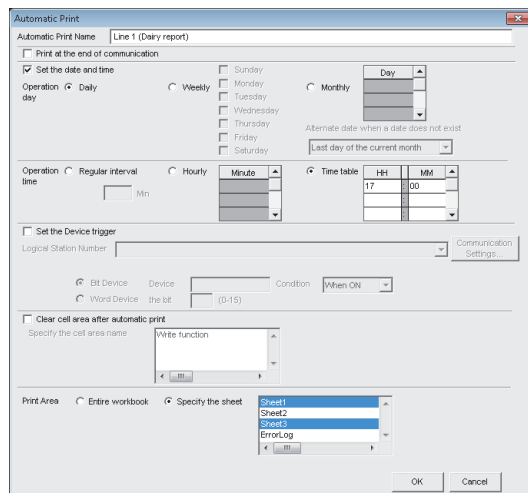 Automatic Print
Automatic Print Name Line 1 (Dairy report)
Print at the end of communication
Set the date and time
Operation day Daily Weekly Monthly
Sunday
Monday
Tuesday
Wednesday
Thursday
Friday
Saturday
Day
Alternate date when a date does not exist
Last day of the current month
Operation time Regular interval Hourly Time table
Min
Minute
HH : MM
17 : 00
Set the Device trigger
Logical Station Number
Communication Settings...
Bit Device Device Condition When ON
Word Device the bit (0-15)
Clear cell area after automatic print
Specify the cell area name
Write function
Print Area Entire workbook Specify the sheet
Sheet1
Sheet2
Sheet3
ErrorLog
OK Cancel